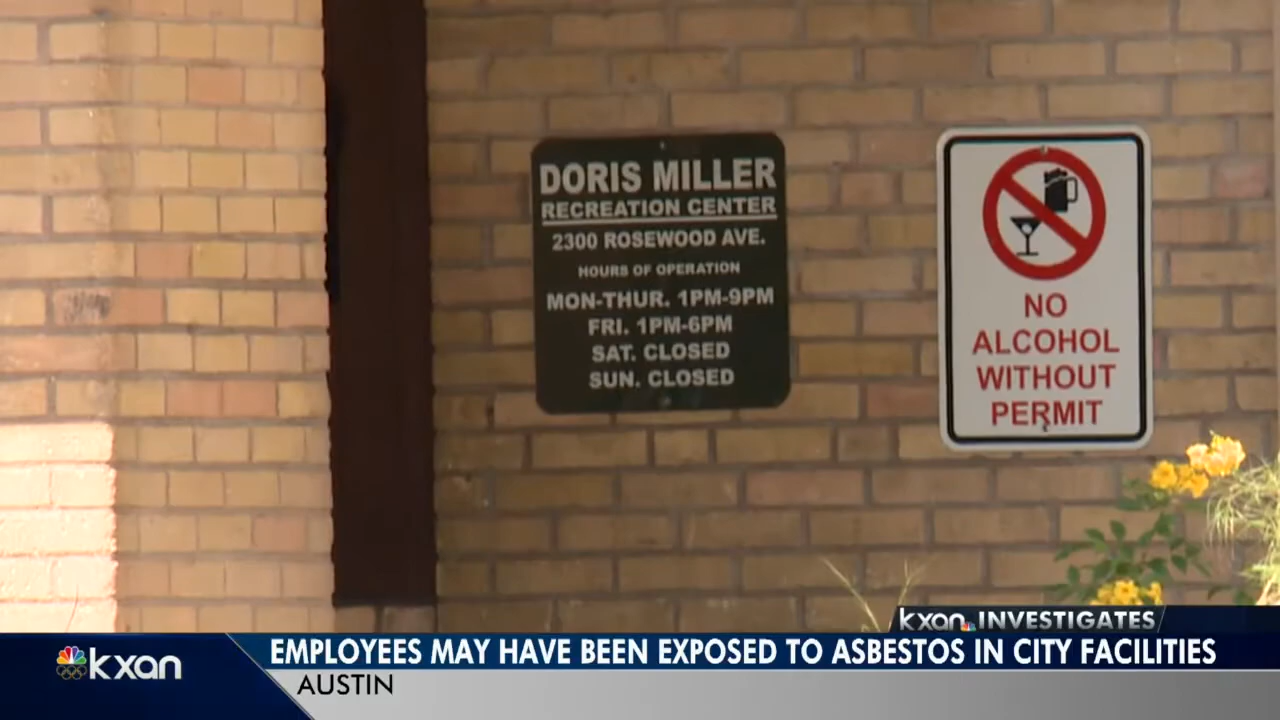 DORIS MILLER
RECREATION CENTER
2300 ROSEWOOD AVE.
HOURS OF OPERATION
MON-THUR. 1PM-9PM
FRI. 1PM-6PM
SAT. CLOSED
SUN. CLOSED
NO
ALCOHOL
WITHOUT
PERMIT
kxan INVESTIGATES
kxan
EMPLOYEES MAY HAVE BEEN EXPOSED TO ASBESTOS IN CITY FACILITIES
AUSTIN